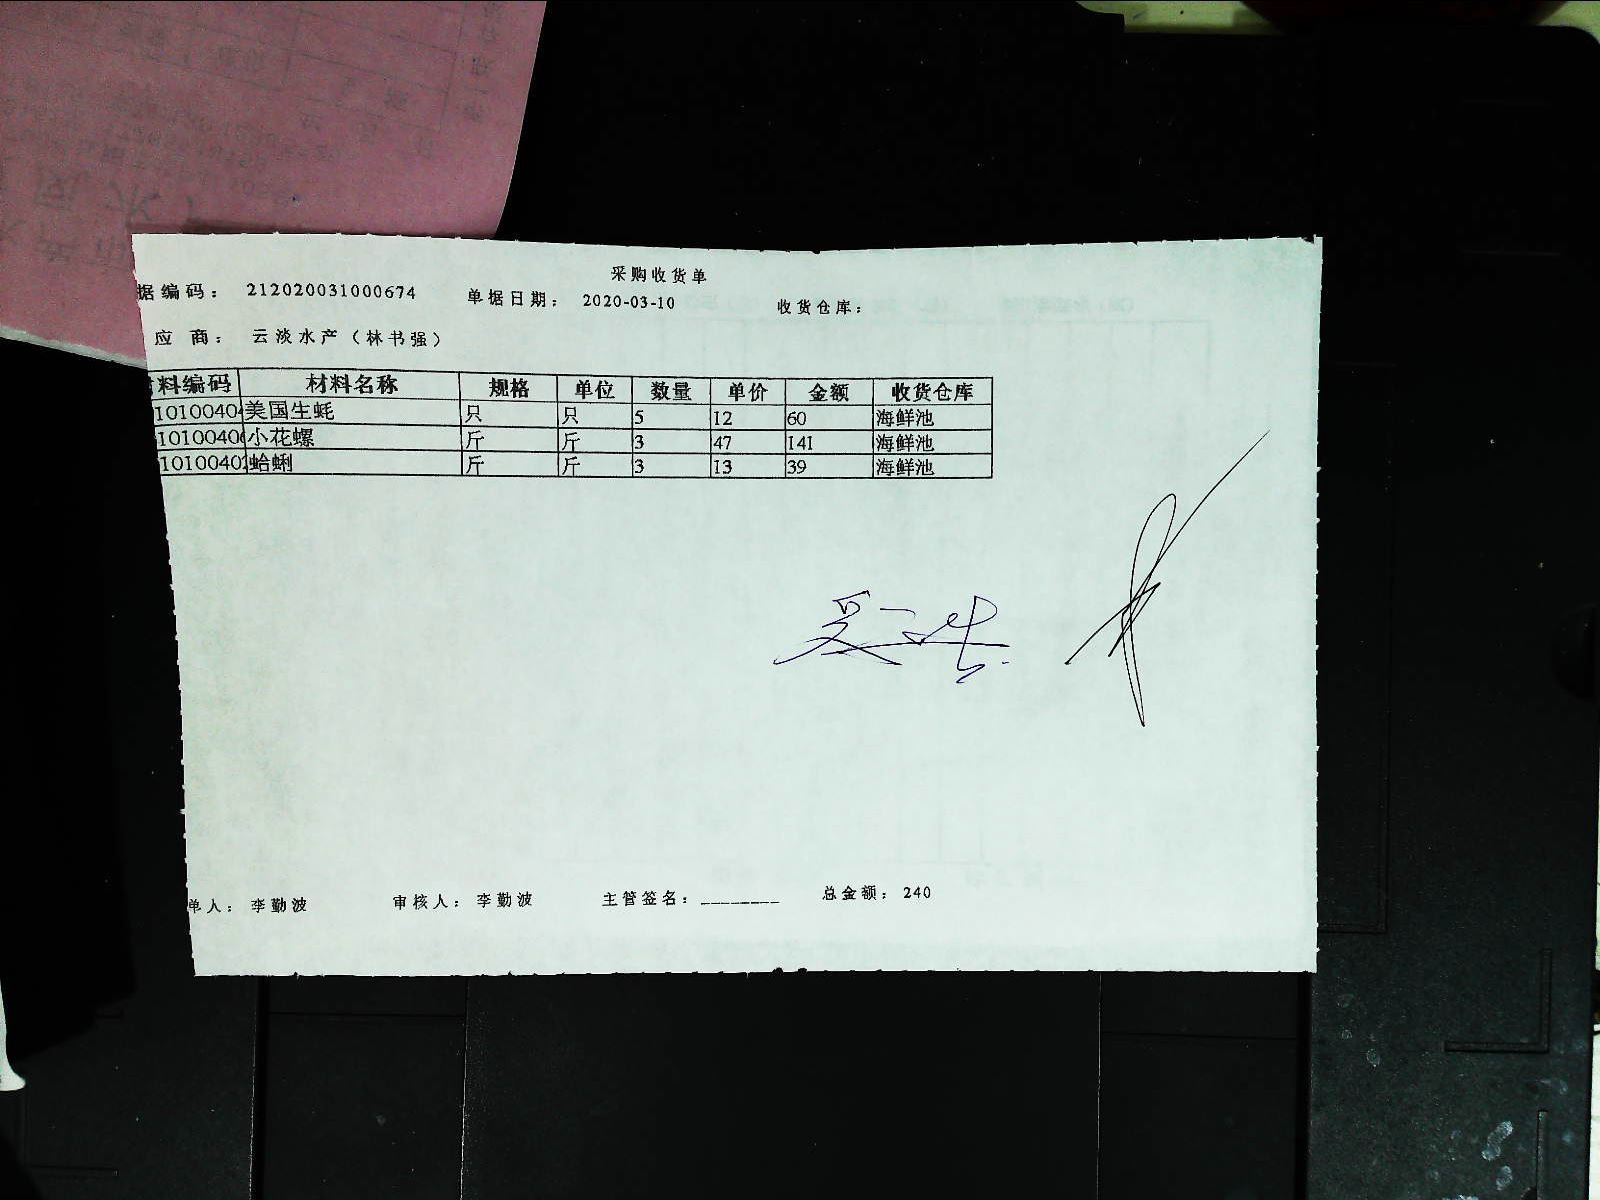 采购收货单
据编码： 212020031000674 单据日期： 2020-03-10 收货仓库：
应 商： 云淡水产（林书强）
料编码 材料名称 规格 单位 数量 单价 金额 收货仓库
10100404 美国生蚝 只 只 5 12 60 海鲜池
10100406 小花螺 斤 斤 3 47 141 海鲜池
1010040 蛤蜊 斤 斤 3 13 39 海鲜池
单人： 李勤波 审核人： 李勤波 主管签名：________ 总金额： 240